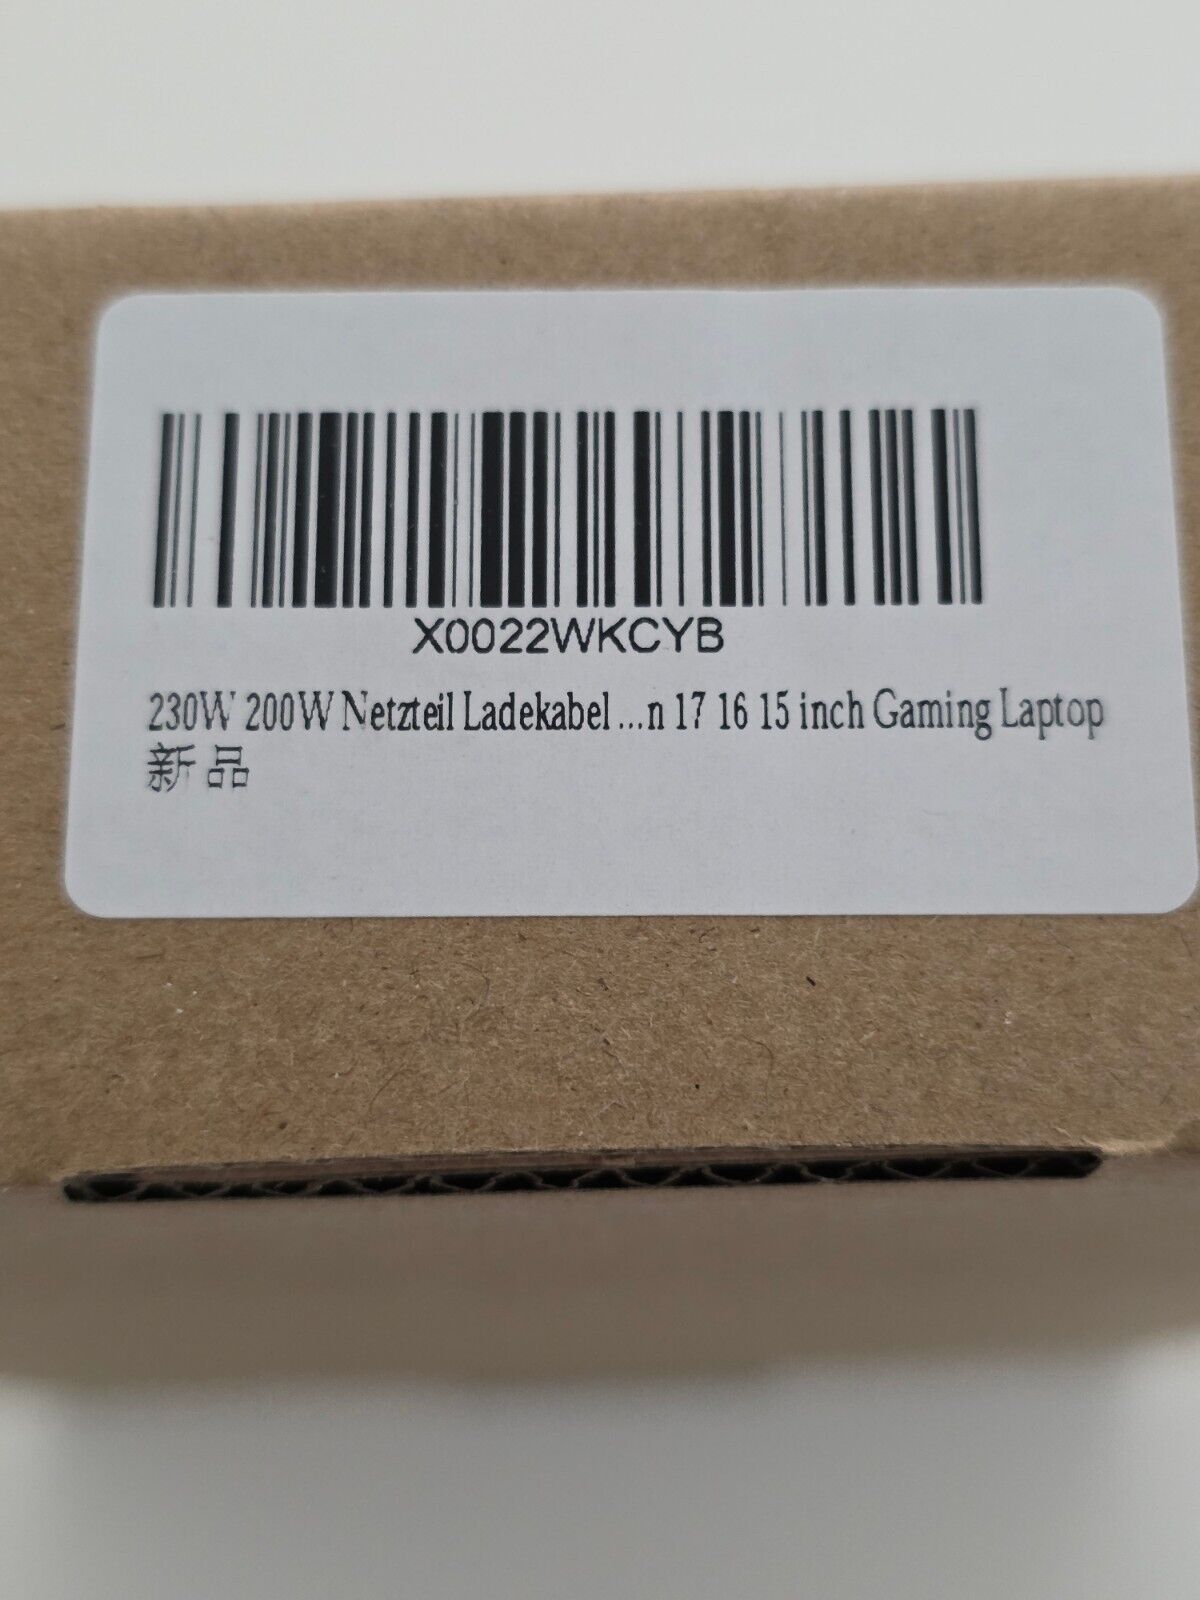 X0022WKCYB
230W 200W Netzteil Ladekabel ...n 17 16 15 inch Gaming Laptop
新品